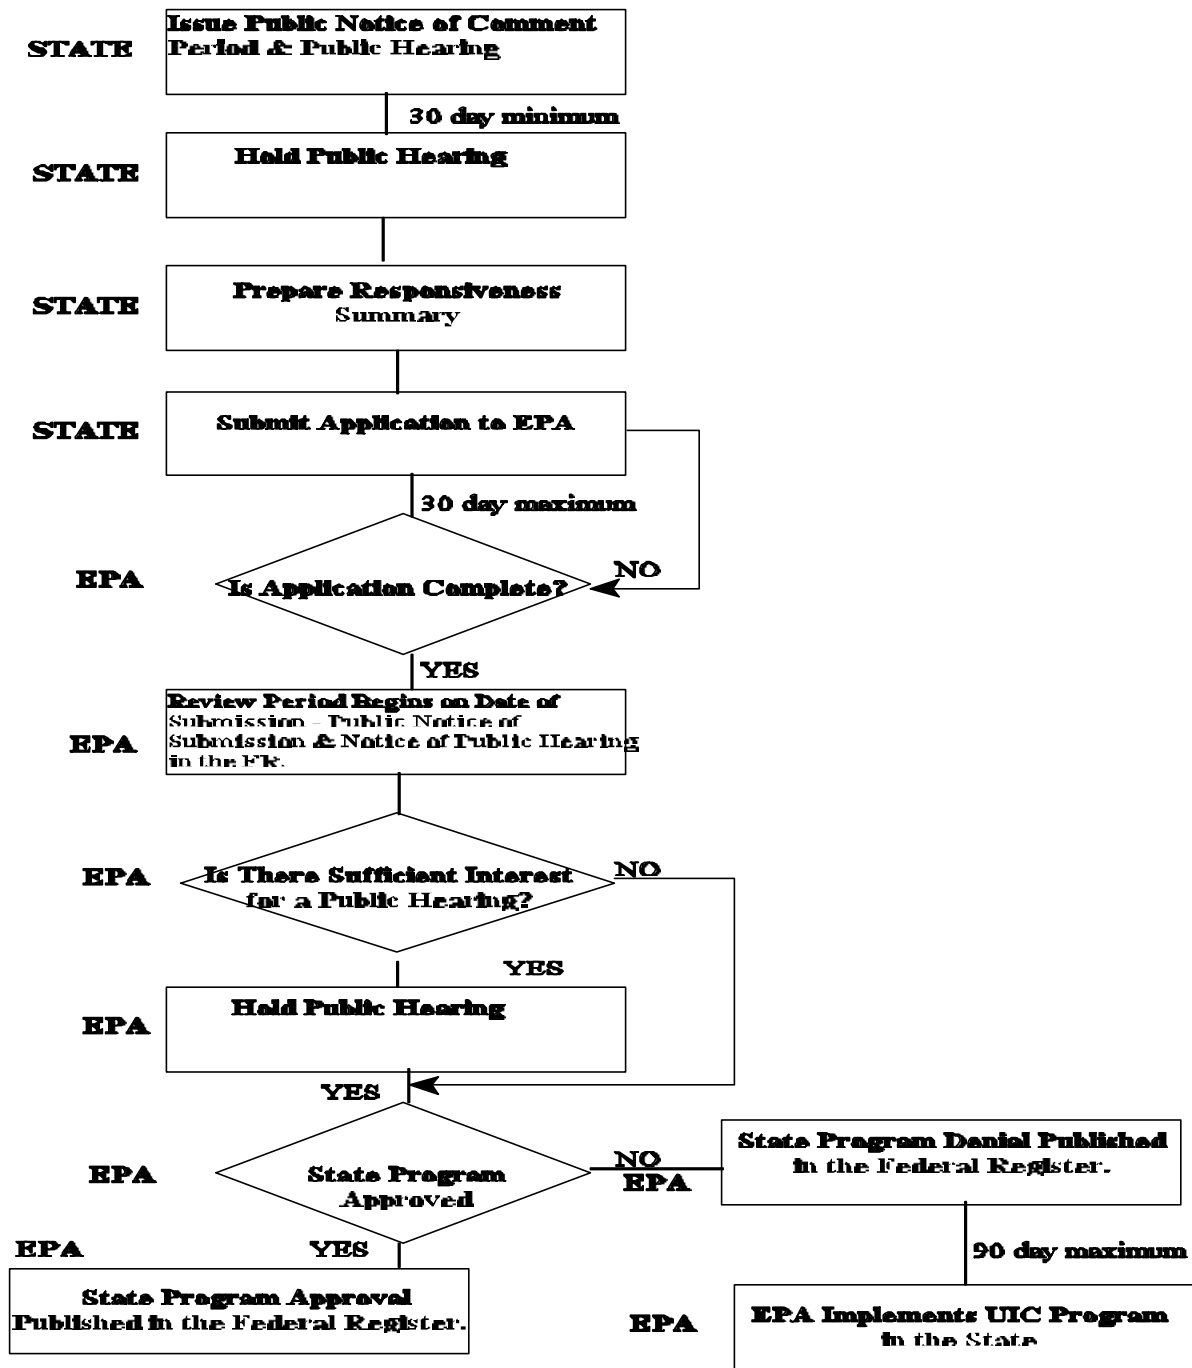 Issue Public Notice of Comment
STATE
Period & Public Hearing
30 day minimum
Hold Public Hearing
STATE
Prepare Responsiveness
STATE
Summary
Submit Application to EPA
STATE
30 day maximum
NO
EPA
Is Application Complete?
YES
Review Period Begins on Date of
Submission - Public Notice of
EPA
Submission & Notice of Public Hearing
in the FR.
Is There Sufficient Interest
NO
EPA
for a Public Hearing?
YES
Hold Public Hearing
EPA
YES
State Program Denial Published
NO
in the Federal Register.
EPA
State Program
EPA
Approved
EPA
YES
90 day maximum
State Program Approval
Published in the Federal Register.
EPA
EPA Implements UIC Program
in the State